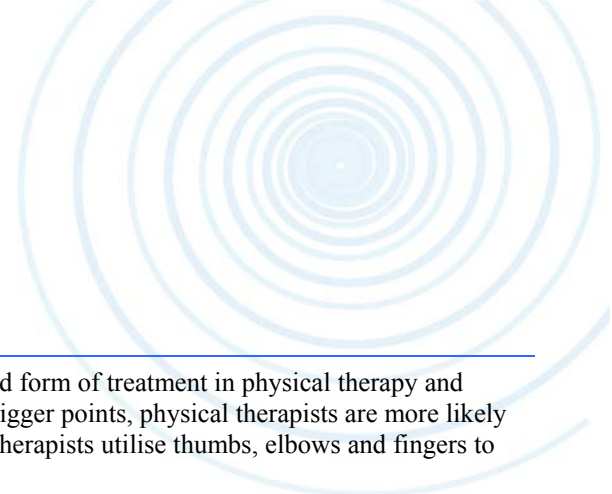 d form of treatment in physical therapy and
igger points, physical therapists are more likely
herapists utilise thumbs, elbows and fingers to